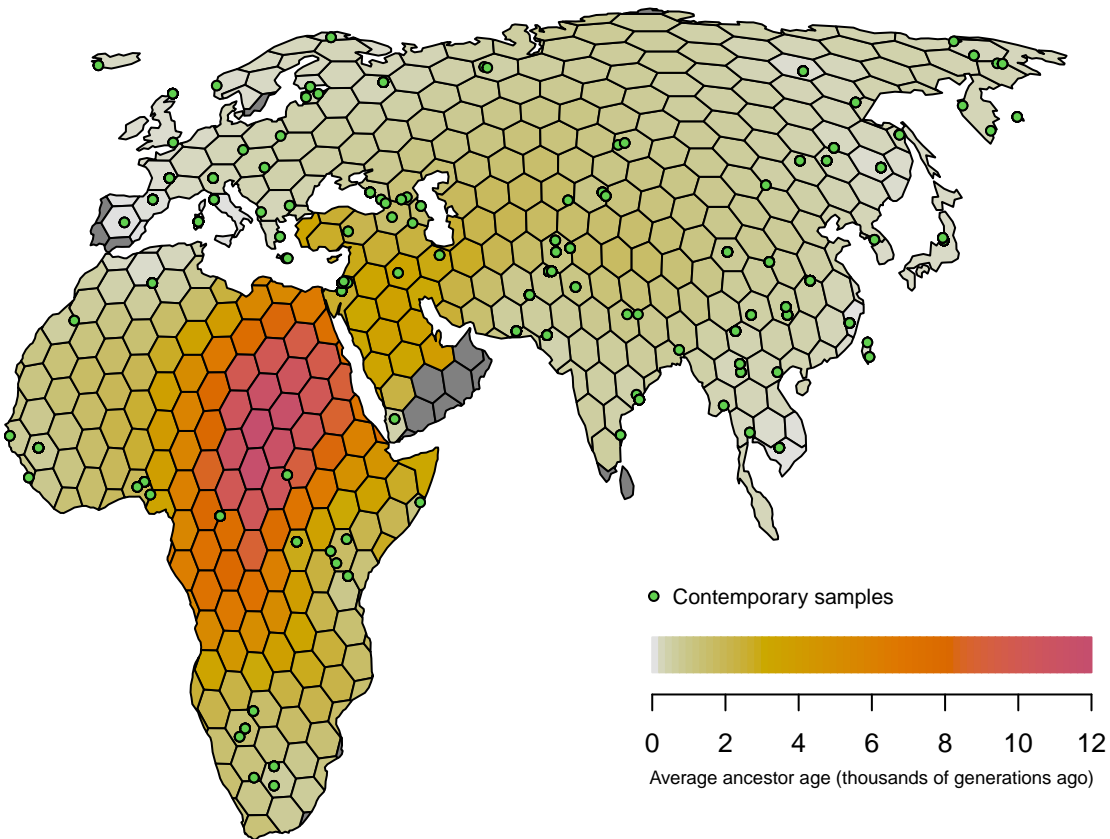 Contemporary samples
0 2 4 6 8 10 12
Average ancestor age (thousands of generations ago)